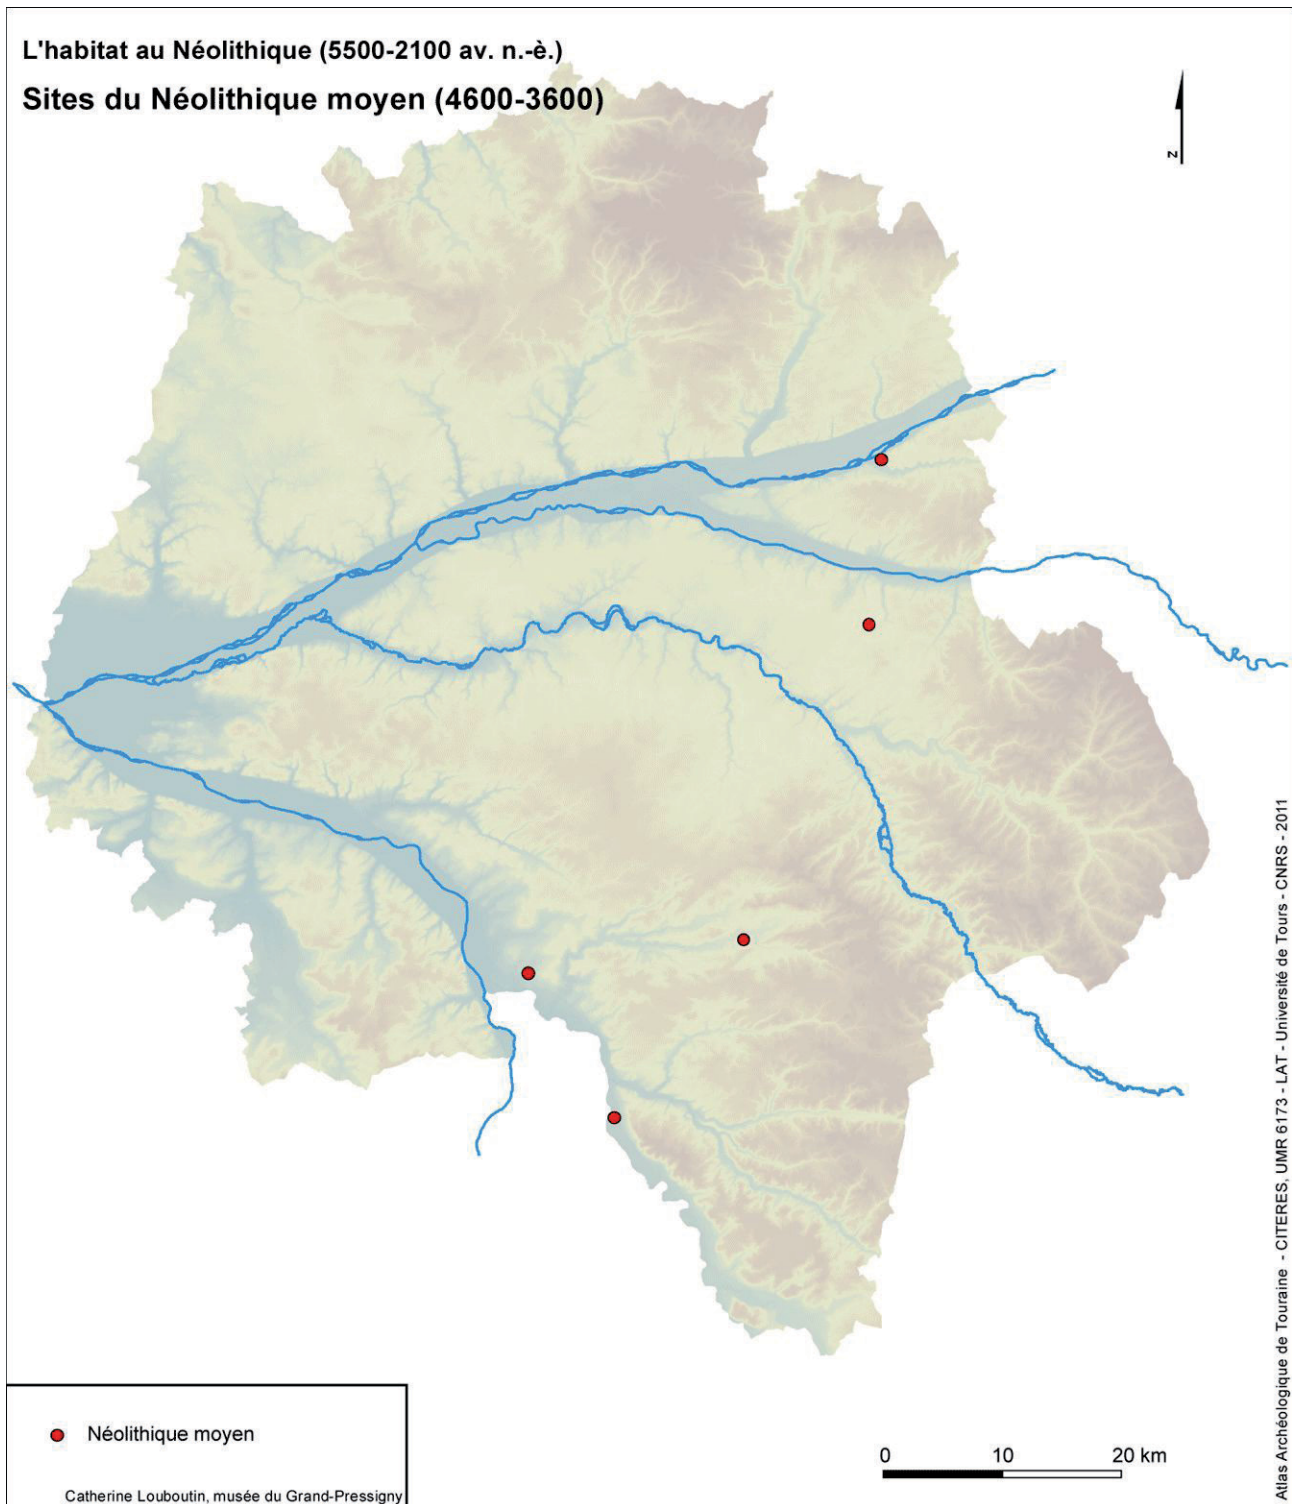 L'habitat au Néolithique (5500-2100 av. n.-è.)
Sites du Néolithique moyen (4600-3600)
N
Néolithique moyen
Catherine Louboutin, musée du Grand-Pressigny
0 10 20 km
Atlas Archéologique de Touraine - CITERES, UMR 6173 - LAT - Université de Tours - CNRS - 2011